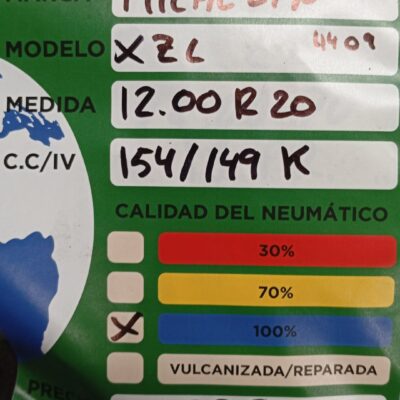 MODELO XZL 4409
MEDIDA 12.00 R 20
C.C/IV 154/149 K
CALIDAD DEL NEUMÁTICO
30%
70%
X 100%
VULCANIZADA/REPARADA